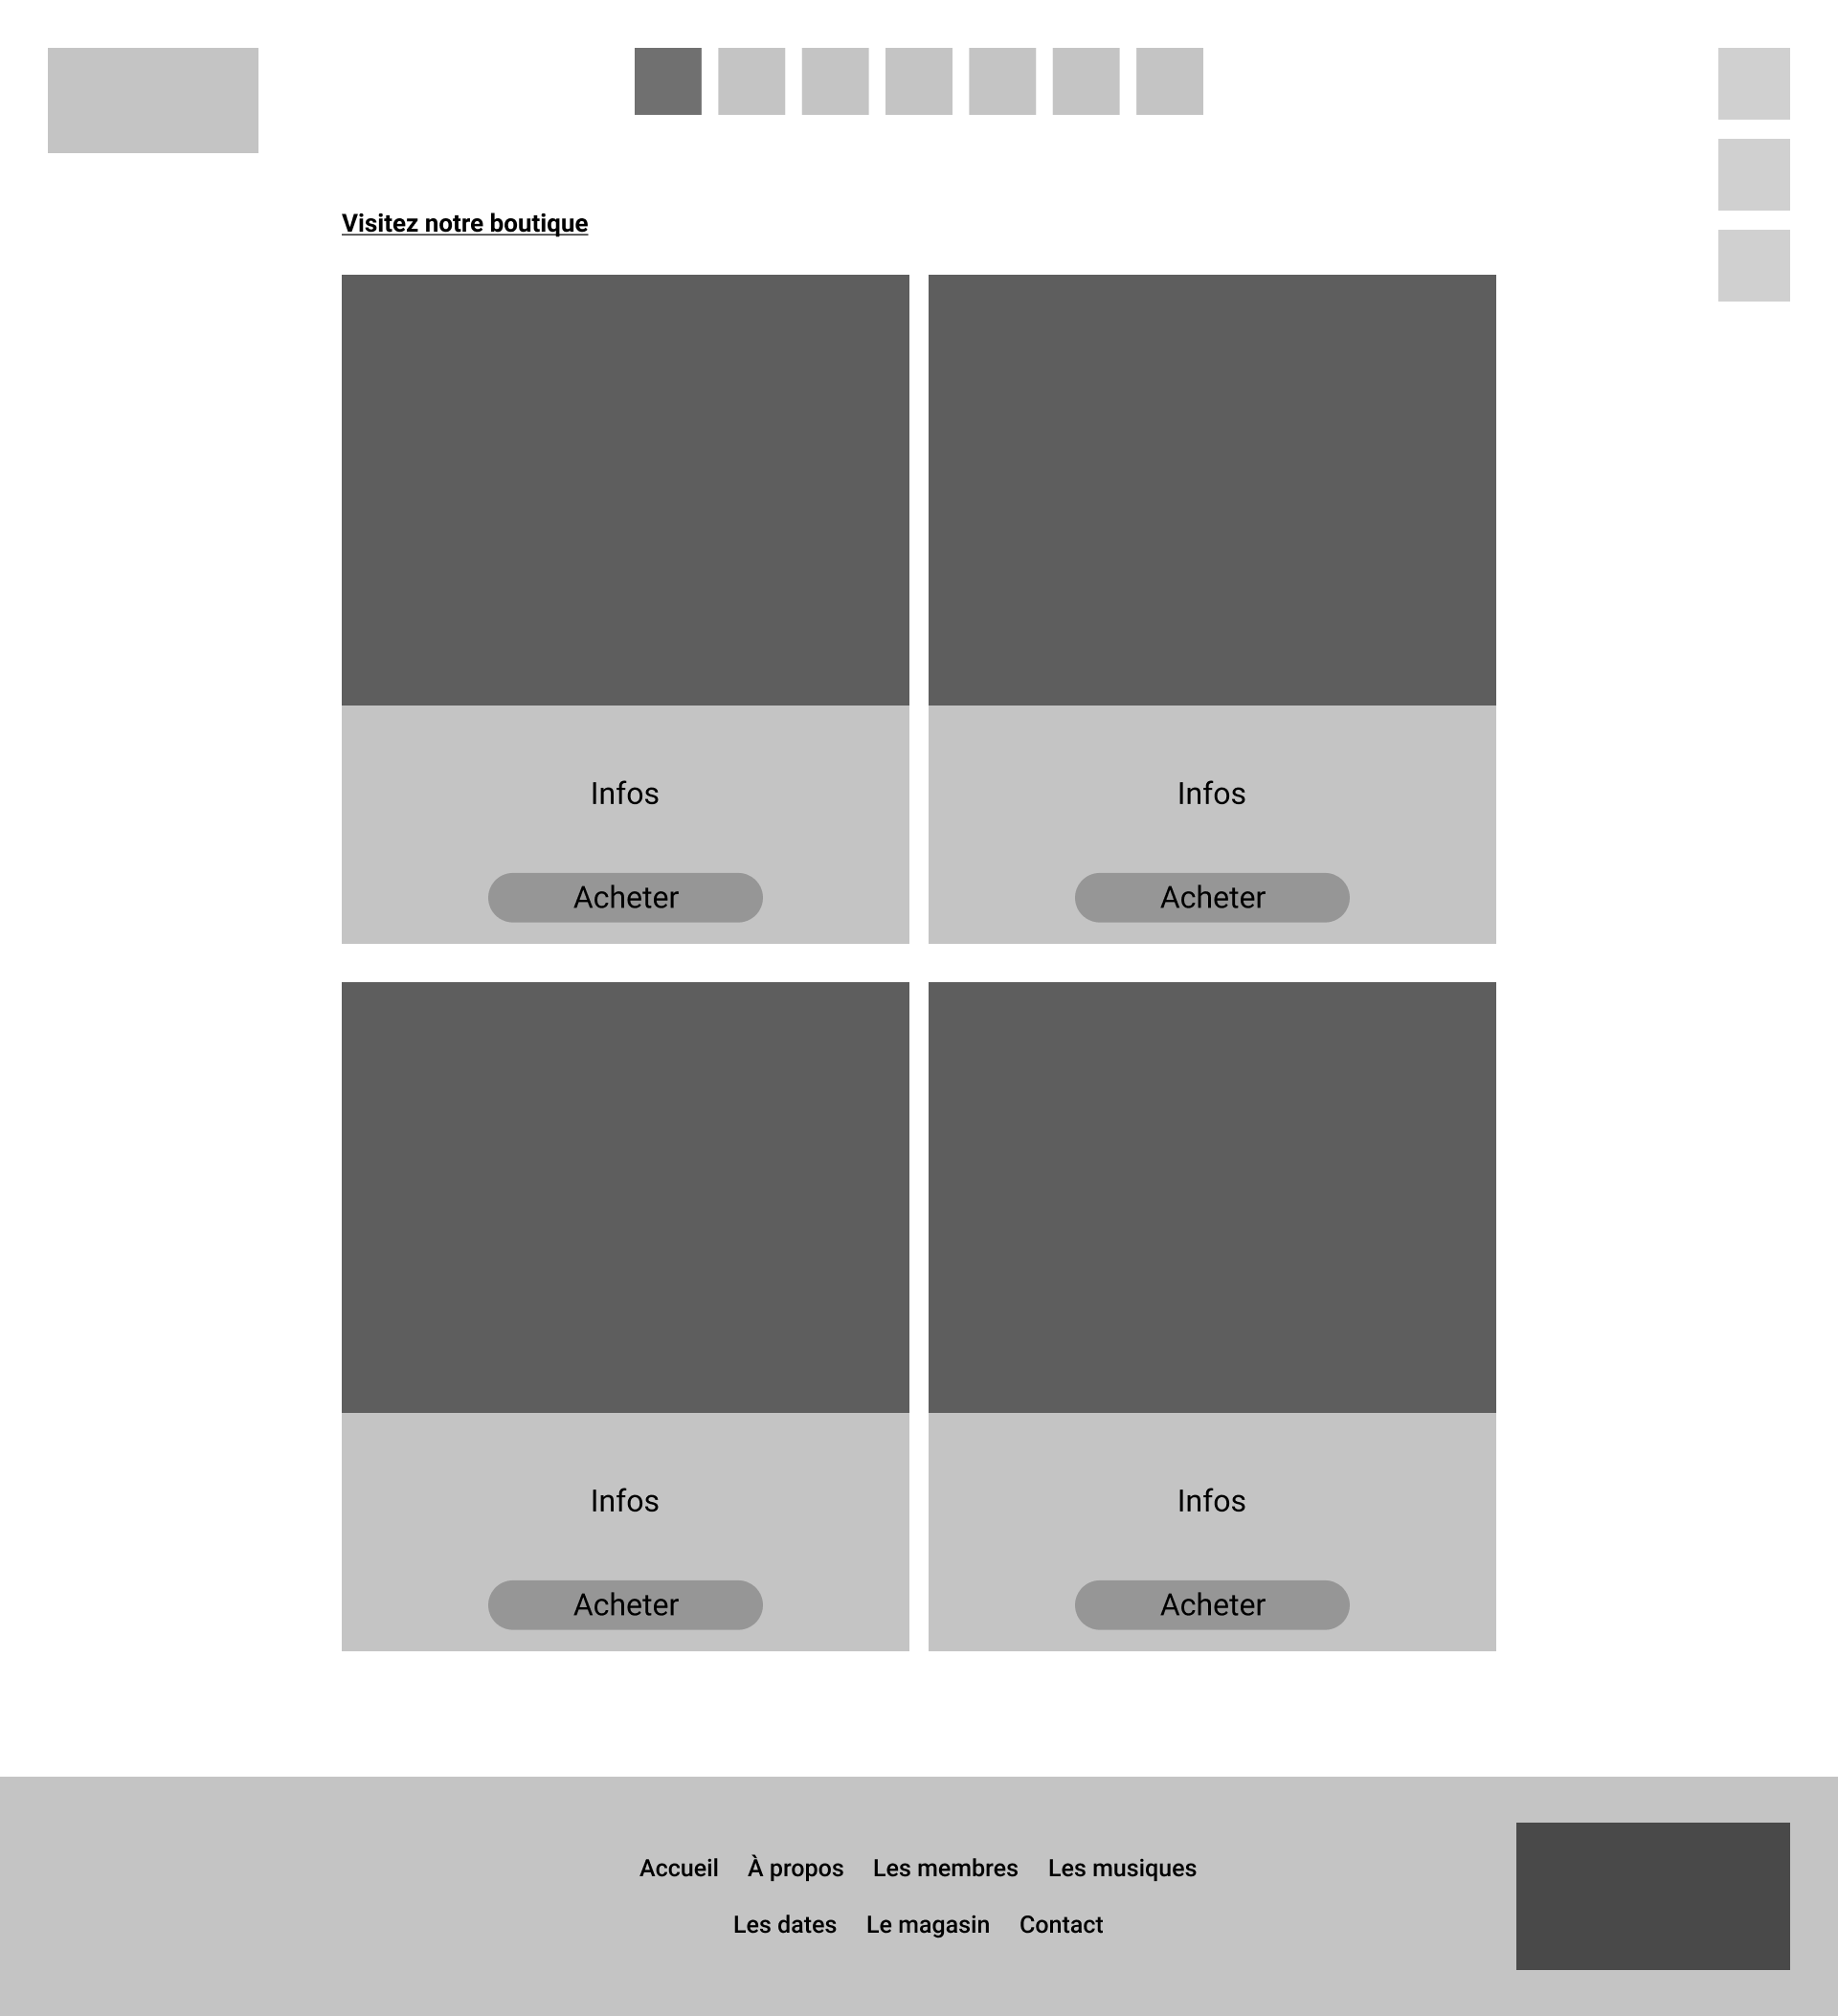 Visitez notre boutique
Infos
Infos
Acheter
Acheter
Infos
Infos
Acheter
Acheter
Accueil À propos Les membres Les musiques
Les dates Le magasin Contact